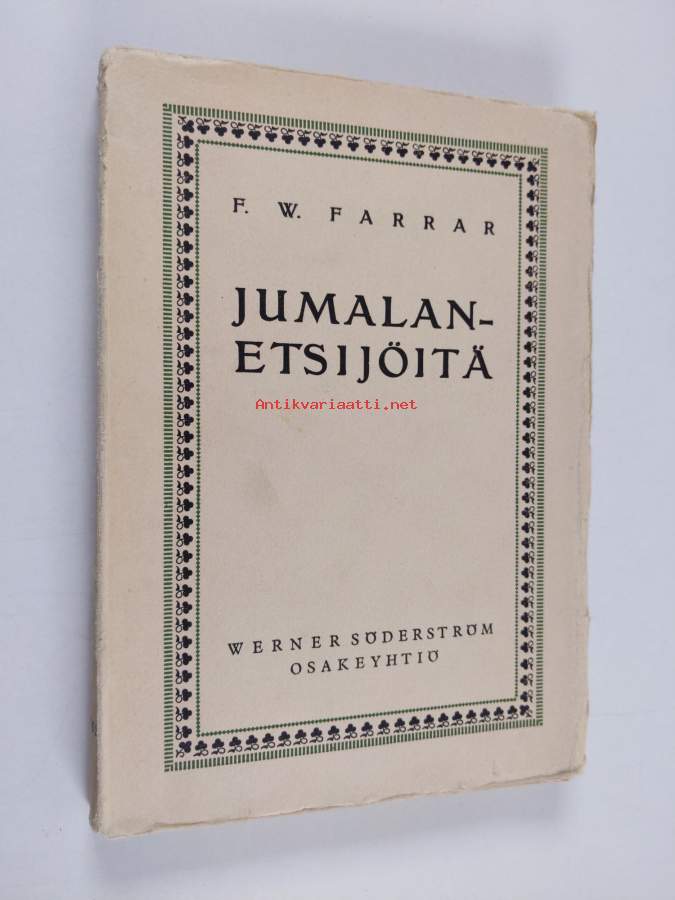 F. W. FARRAR
JUMALAN-
ETSIJÖITÄ
Antikvariaatti.net
WERNER SÖDERSTRÖM
OSAKEYHTIÖ